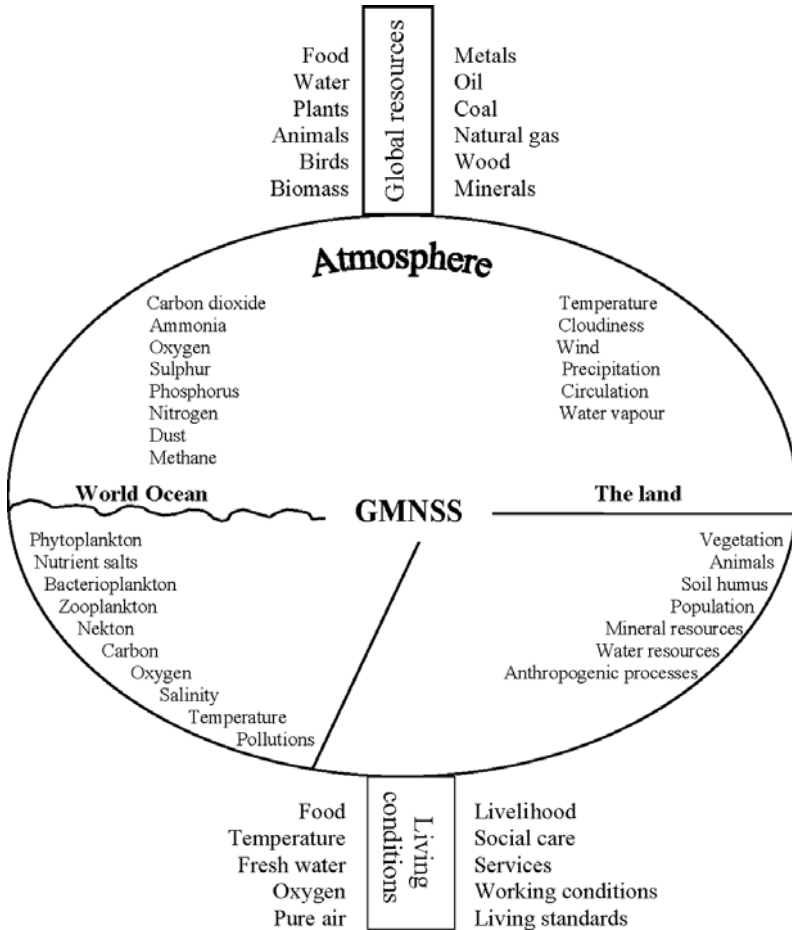 Food
Water
Plants
Animals
Birds
Biomass
Global resources
Metals
Oil
Coal
Natural gas
Wood
Minerals
Atmosphere
Carbon dioxide
Ammonia
Oxygen
Sulphur
Phosphorus
Nitrogen
Dust
Methane
Temperature
Cloudiness
Wind
Precipitation
Circulation
Water vapour
World Ocean
GMNSS
The land
Phytoplankton
Nutrient salts
Bacterioplankton
Zooplankton
Nekton
Carbon
Oxygen
Salinity
Temperature
Pollutions
Vegetation
Animals
Soil humus
Population
Mineral resources
Water resources
Anthropogenic processes
Food
Temperature
Fresh water
Oxygen
Pure air
Living
conditions
Livelihood
Social care
Services
Working conditions
Living standards